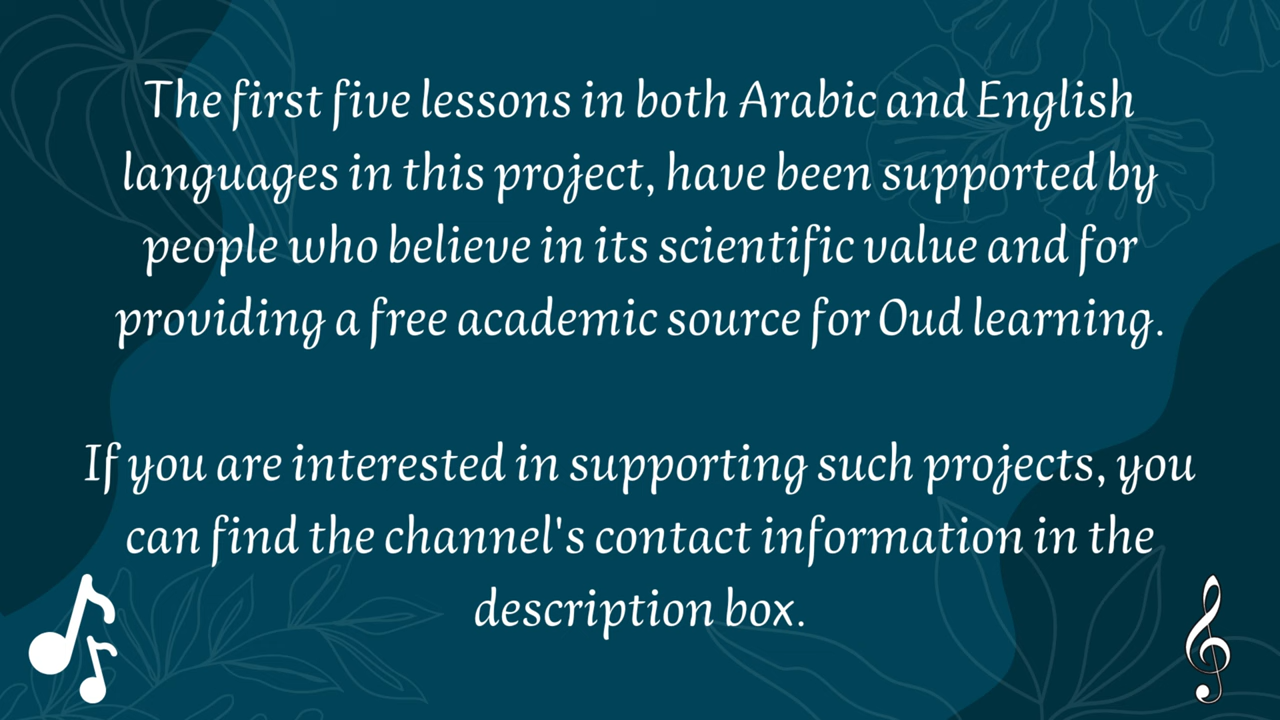 The first five lessons in both Arabic and English
languages in this project, have been supported by
people who believe in its scientific value and for
providing a free academic source for Oud learning.
If you are interested in supporting such projects, you
can find the channel's contact information in the
description box.